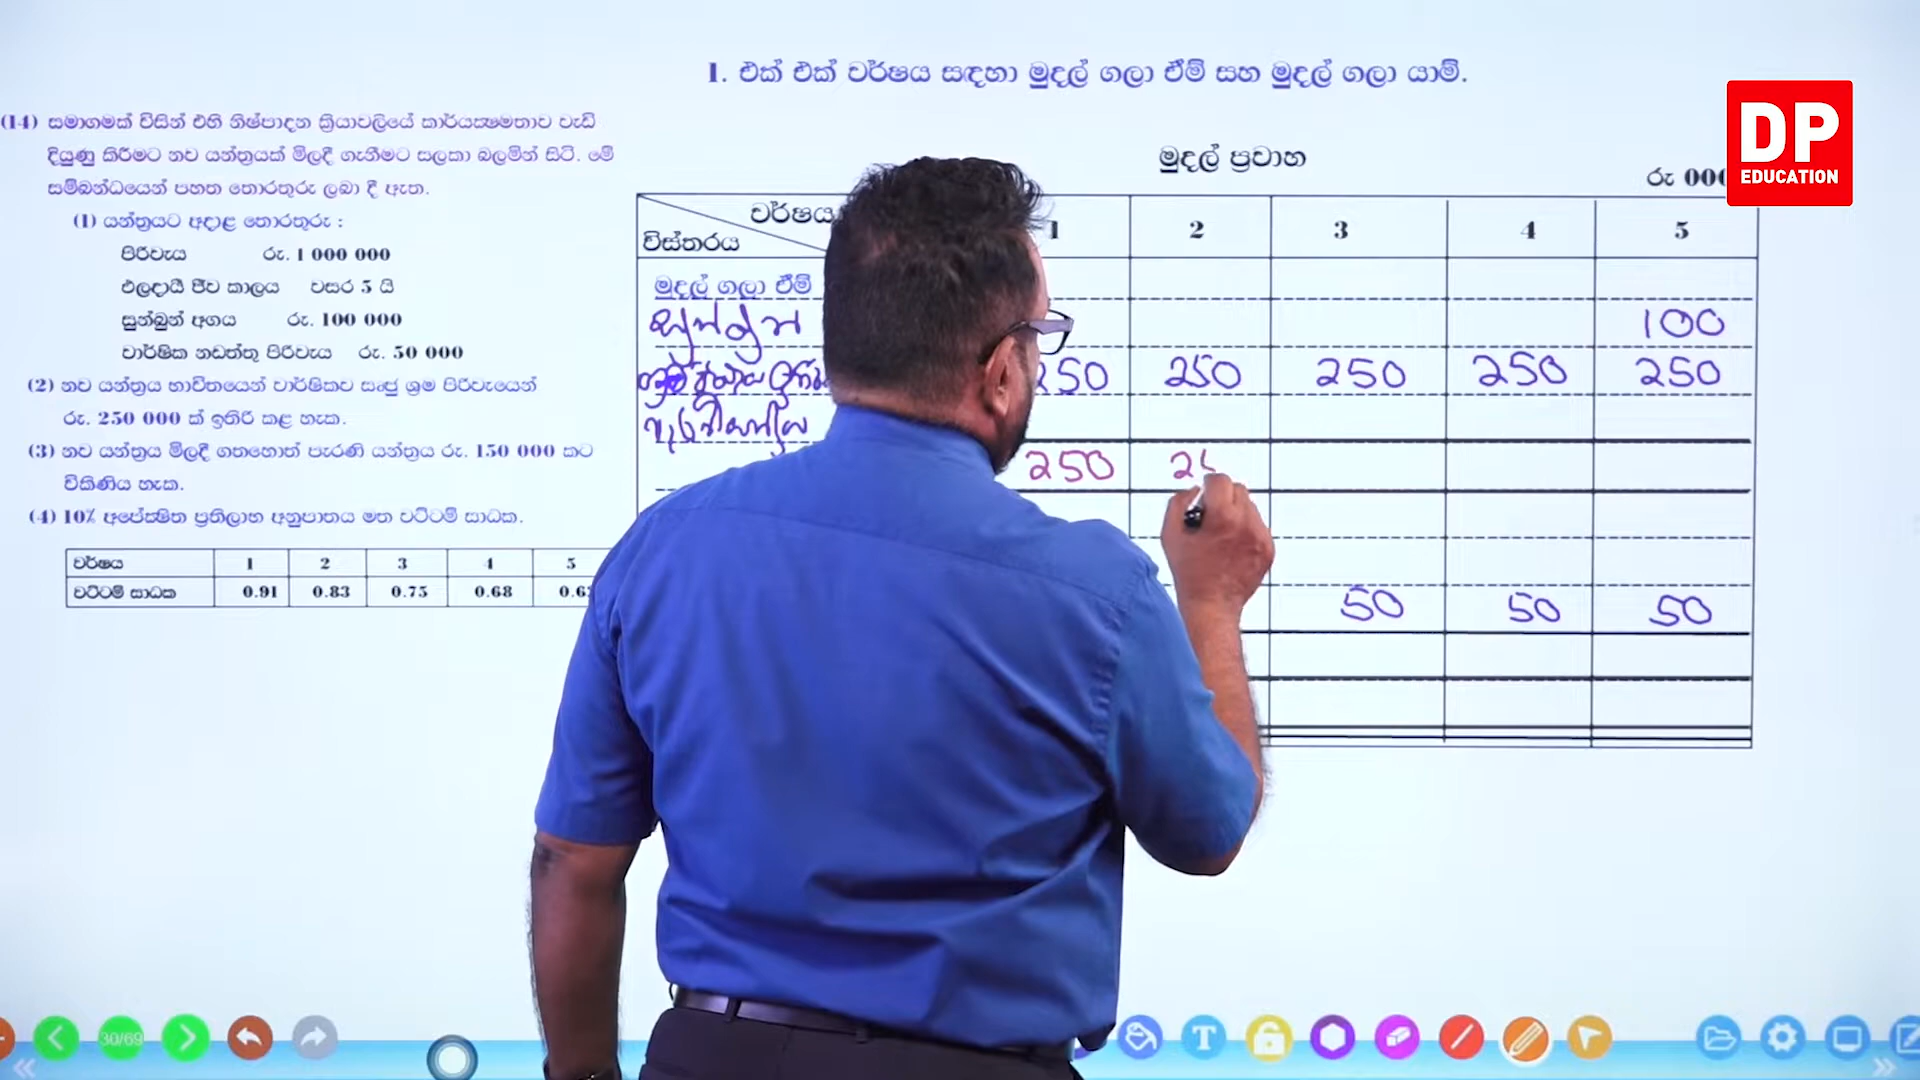 1. එක් එක් වර්ෂය සඳහා මුදල් ගලා ඒම් සහ මුදල් ගලා යාම්.
DP
EDUCATION
(14) සමාගමක් විසින් එහි නිෂ්පාදන ක්‍රියාවලියේ කාර්යක්‍ෂමතාව වැඩි
දියුණු කිරීමට නව යන්ත්‍රයක් මිලදී ගැනීමට සලකා බලමින් සිටී. මේ
සම්බන්ධයෙන් පහත තොරතුරු ලබා දී ඇත.
(1) යන්ත්‍රයට අදාළ තොරතුරු :
පිරිවැය රු. 1 000 000
ඵලදායී ජීව කාලය වසර 5 යි
සුන්බුන් අගය රු. 100 000
වාර්ෂික නඩත්තු පිරිවැය රු. 50 000
(2) නව යන්ත්‍රය භාවිතයෙන් වාර්ෂිකව සෘජු ශ්‍රම පිරිවැයෙන්
රු. 250 000 ක් ඉතිරි කළ හැක.
(3) නව යන්ත්‍රය මිලදී ගතහොත් පැරණි යන්ත්‍රය රු. 150 000 කට
විකිණිය හැක.
(4) 10% අපේක්‍ෂිත ප්‍රතිලාභ අනුපාතය මත වට්ටම් සාධක.
වර්ෂය 1 2 3 4 5
වට්ටම් සාධක 0.91 0.83 0.75 0.68
මුදල් ප්‍රවාහ
රු 000
වර්ෂය 1 2 3 4 5
විස්තරය
මුදල් ගලා ඒම්
සුන්බුන් 100
250 250 250 250 250
250
50 50 50
30/69